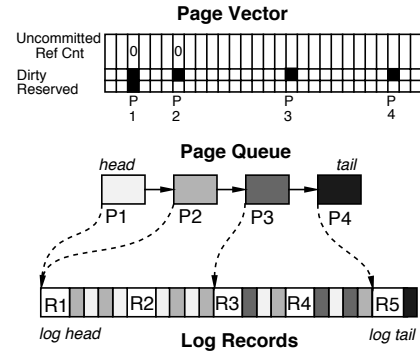 Page Vector
Uncommitted
Ref Cnt
0 0
Dirty
Reserved
P P P P
1 2 3 4
Page Queue
head tail
P1 P2 P3 P4
R1 R2 R3 R4 R5
log head log tail
Log Records